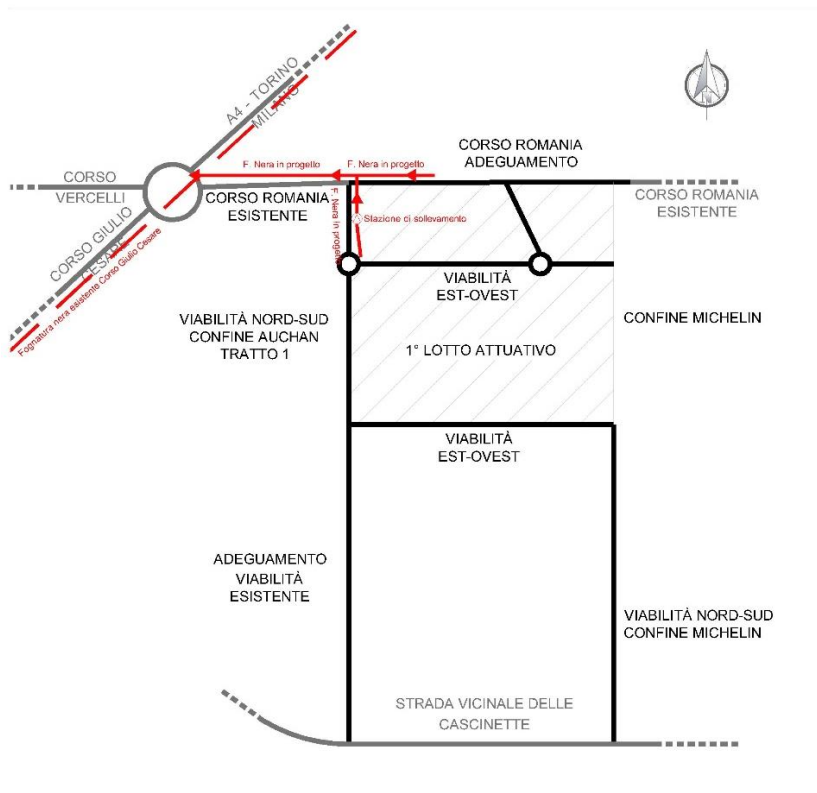 A4 - TORINO
MILANO
N
CORSO ROMANIA
ADEGUAMENTO
F. Nera in progetto
F. Nera in progetto
CORSO
VERCELLI
CORSO ROMANIA
ESISTENTE
F. Nera in progetto
Stazione di sollevamento
CORSO ROMANIA
ESISTENTE
CORSO GIULIO
CESARE
Fognatura nera esistente Corso Giulio Cesare
VIABILITÀ
EST-OVEST
VIABILITÀ NORD-SUD
CONFINE AUCHAN
TRATTO 1
1° LOTTO ATTUATIVO
CONFINE MICHELIN
VIABILITÀ
EST-OVEST
ADEGUAMENTO
VIABILITÀ
ESISTENTE
VIABILITÀ NORD-SUD
CONFINE MICHELIN
STRADA VICINALE DELLE
CASCINETTE